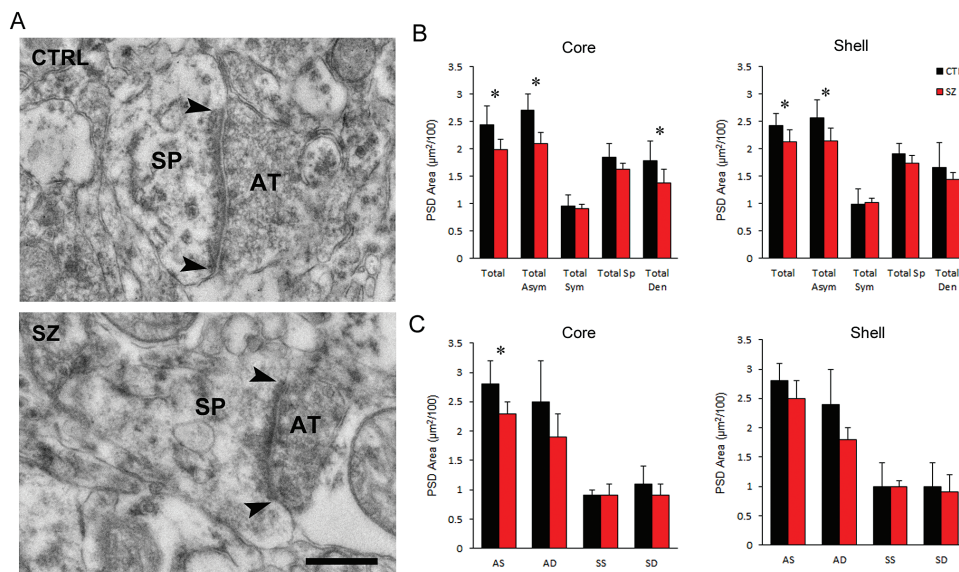 A
CTRL
SP
AT
SZ
SP
AT
B
Core
PSD Area (µm²/100)
3.5
3
2.5
2
1.5
1
0.5
0
*
*
*
Total
Total Asym
Total Sym
Total Sp
Total Den
Shell
PSD Area (µm²/100)
3.5
3
2.5
2
1.5
1
0.5
0
*
*
Total
Total Asym
Total Sym
Total Sp
Total Den
SZ
C
Core
PSD Area (µm²/100)
3.5
3
2.5
2
1.5
1
0.5
0
*
AS
AD
SS
SD
Shell
PSD Area (µm²/100)
3.5
3
2.5
2
1.5
1
0.5
0
AS
AD
SS
SD